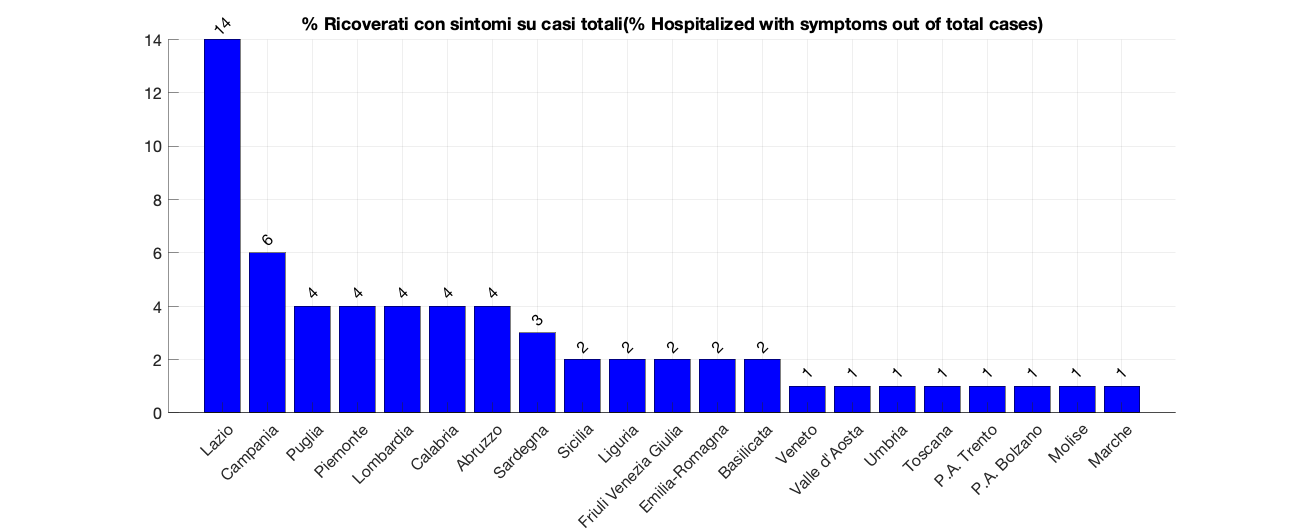 % Ricoverati con sintomi su casi totali(% Hospitalized with symptoms out of total cases)
14
12
10
8
6
4
2
0
14
6
4
4
4
4
4
3
2
2
2
2
2
1
1
1
1
1
1
1
1
Lazio
Campania
Puglia
Piemonte
Lombardia
Calabria
Abruzzo
Sardegna
Sicilia
Liguria
Friuli Venezia Giulia
Emilia-Romagna
Basilicata
Veneto
Valle d'Aosta
Umbria
Toscana
P.A. Trento
P.A. Bolzano
Molise
Marche